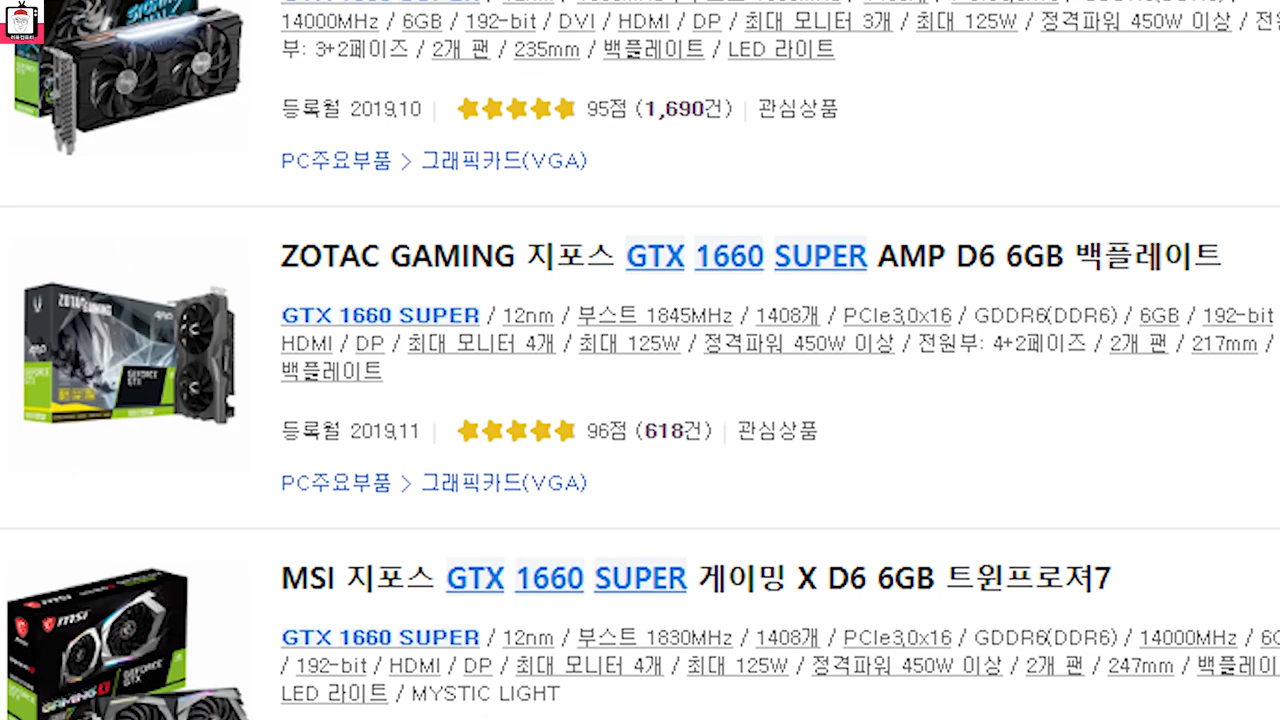 14000MHz / 6GB / 192-bit / DVI / HDMI / DP / 최대 모니터 3개 / 최대 125W / 정격파워 450W 이상 /
부: 3+2페이즈 / 2개 팬 / 235mm / 백플레이트 / LED 라이트
등록월 2019.10 95점 (1,690건) 관심상품
PC주요부품 > 그래픽카드(VGA)
ZOTAC GAMING 지포스 GTX 1660 SUPER AMP D6 6GB 백플레이트
GTX 1660 SUPER / 12nm / 부스트 1845MHz / 1408개 / PCIe3.0x16 / GDDR6(DDR6) / 6GB / 192-bit
HDMI / DP / 최대 모니터 4개 / 최대 125W / 정격파워 450W 이상 / 전원부: 4+2페이즈 / 2개 팬 / 217mm /
백플레이트
등록월 2019.11 96점 (618건) 관심상품
PC주요부품 > 그래픽카드(VGA)
MSI 지포스 GTX 1660 SUPER 게이밍 X D6 6GB 트윈프로져7
GTX 1660 SUPER / 12nm / 부스트 1830MHz / 1408개 / PCIe3.0x16 / GDDR6(DDR6) / 14000MHz /
/ 192-bit / HDMI / DP / 최대 모니터 4개 / 최대 125W / 정격파워 450W 이상 / 2개 팬 / 247mm /
LED 라이트 / MYSTIC LIGHT
ZOTAC GAMING
GEFORCE
GTX
msi
GEFORCE
GTX
GAMING X